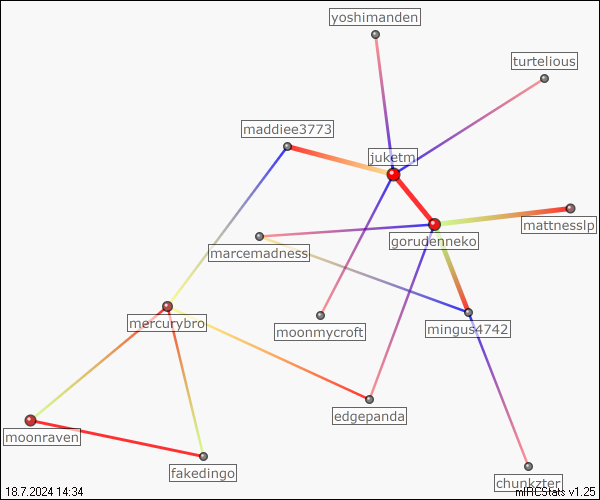 yoshimanden
turtelious
maddiee3773
juketm
mattnesslp
gorudenneko
marcemadness
mercurybro
moonmycroft
mingus4742
edgepanda
moonraven
fakedingo
chunkzter
18.7.2024 14:34
mIRCStats v1.25